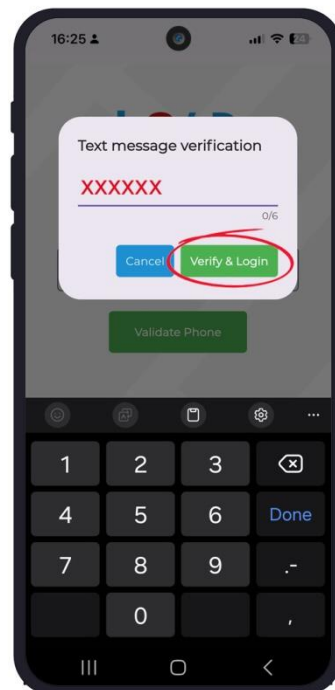 16:25
24
Text message verification
XXXXXX
0/6
Cancel
Verify & Login
Validate Phone
1 2 3
4 5 6 Done
7 8 9 .-
0 ,